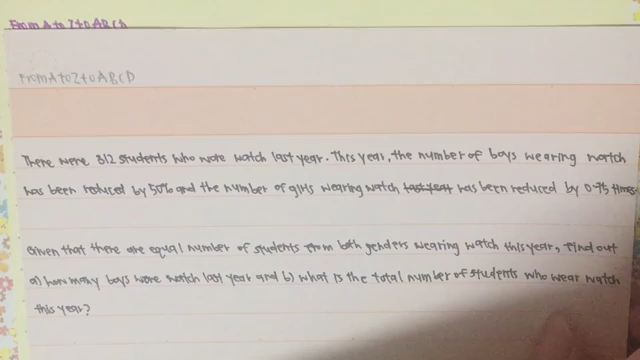 From A to Z to ABCD
From A to Z to ABCD
There were 312 students who wore watch last year. This year, the number of boys wearing watch
has been reduced by 50% and the number of girls wearing watch last year has been reduced by 0.75 times.
Given that there are equal number of students from both genders wearing watch this year, find out
a) how many boys wore watch last year and b) what is the total number of students who wear watch
this year?